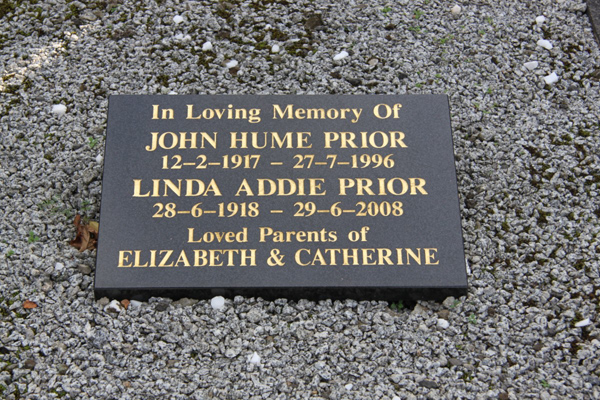 In Loving Memory Of
JOHN HUME PRIOR
12–2–1917 – 27–7–1996
LINDA ADDIE PRIOR
28–6–1918 – 29–6–2008
Loved Parents of
ELIZABETH & CATHERINE